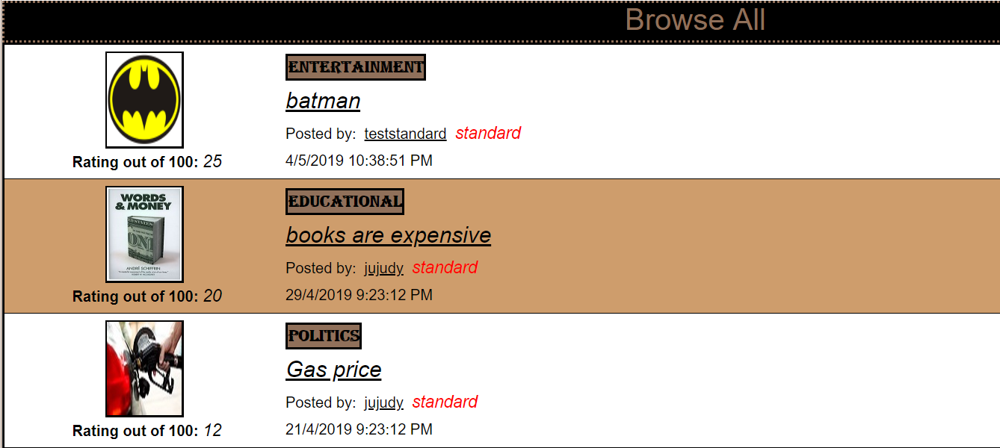 Browse All
ENTERTAINMENT
batman
Posted by: teststandard standard
Rating out of 100: 25
4/5/2019 10:38:51 PM
WORDS
& MONEY
ANDRÉ SCHIFFRIN
EDUCATIONAL
books are expensive
Posted by: jujudy standard
Rating out of 100: 20
29/4/2019 9:23:12 PM
POLITICS
Gas price
Posted by: jujudy standard
Rating out of 100: 12
21/4/2019 9:23:12 PM